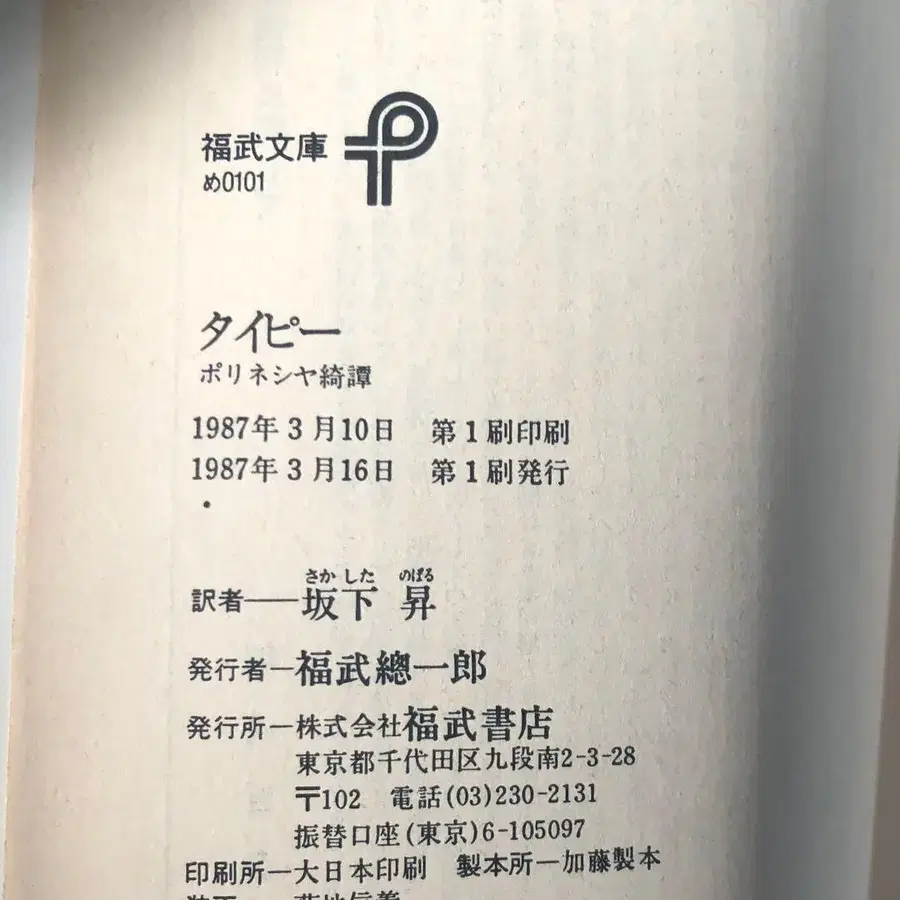 福武文庫
め0101
タイピー
ポリネシヤ綺譚
1987年3月10日 第1刷印刷
1987年3月16日 第1刷発行
・
さかした のぼる
訳者──坂下 昇
発行者─福武總一郎
発行所─株式会社福武書店
東京都千代田区九段南2-3-28
〒102 電話(03)230-2131
振替口座(東京)6-105097
印刷所─大日本印刷 製本所─加藤製本